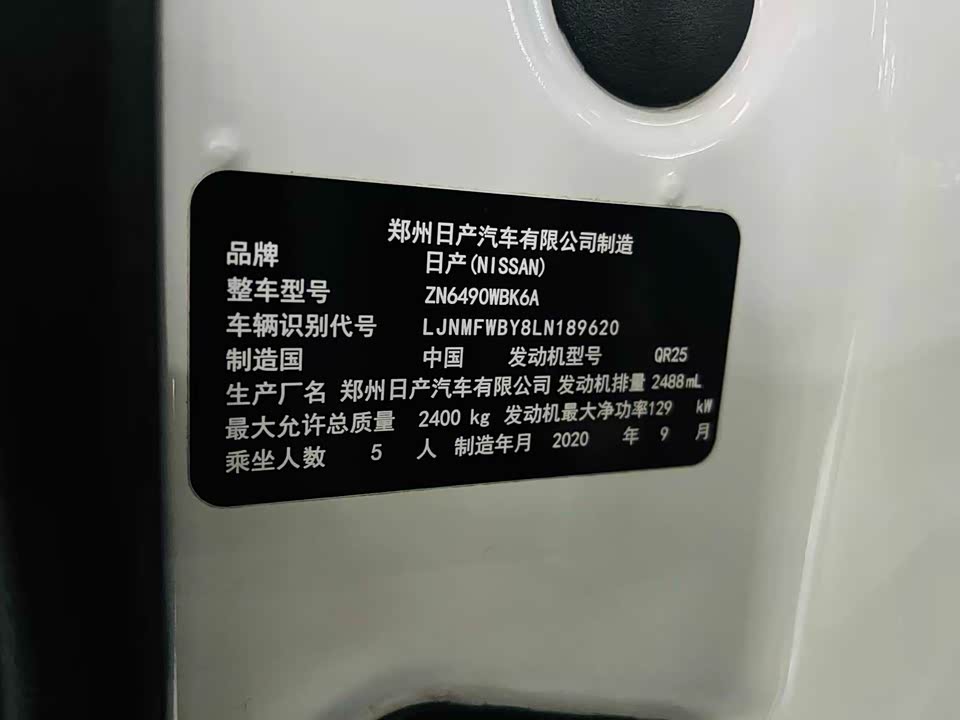 郑州日产汽车有限公司制造
品牌 日产(NISSAN)
整车型号 ZN6490WBK6A
车辆识别代号 LJNMFWBY8LN189620
制造国 中国 发动机型号 QR25
生产厂名 郑州日产汽车有限公司 发动机排量 2488mL
最大允许总质量 2400 kg 发动机最大净功率129 kW
乘坐人数 5 人 制造年月 2020 年 9 月